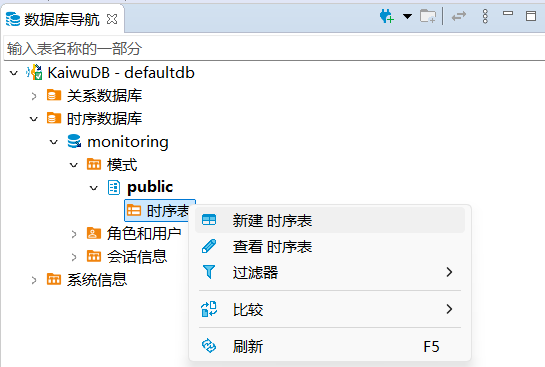 数据库导航
输入表名称的一部分
KaiwuDB - defaultdb
关系数据库
时序数据库
monitoring
模式
public
时序表
新建 时序表
角色和用户
查看 时序表
会话信息
过滤器
系统信息
比较
刷新 F5